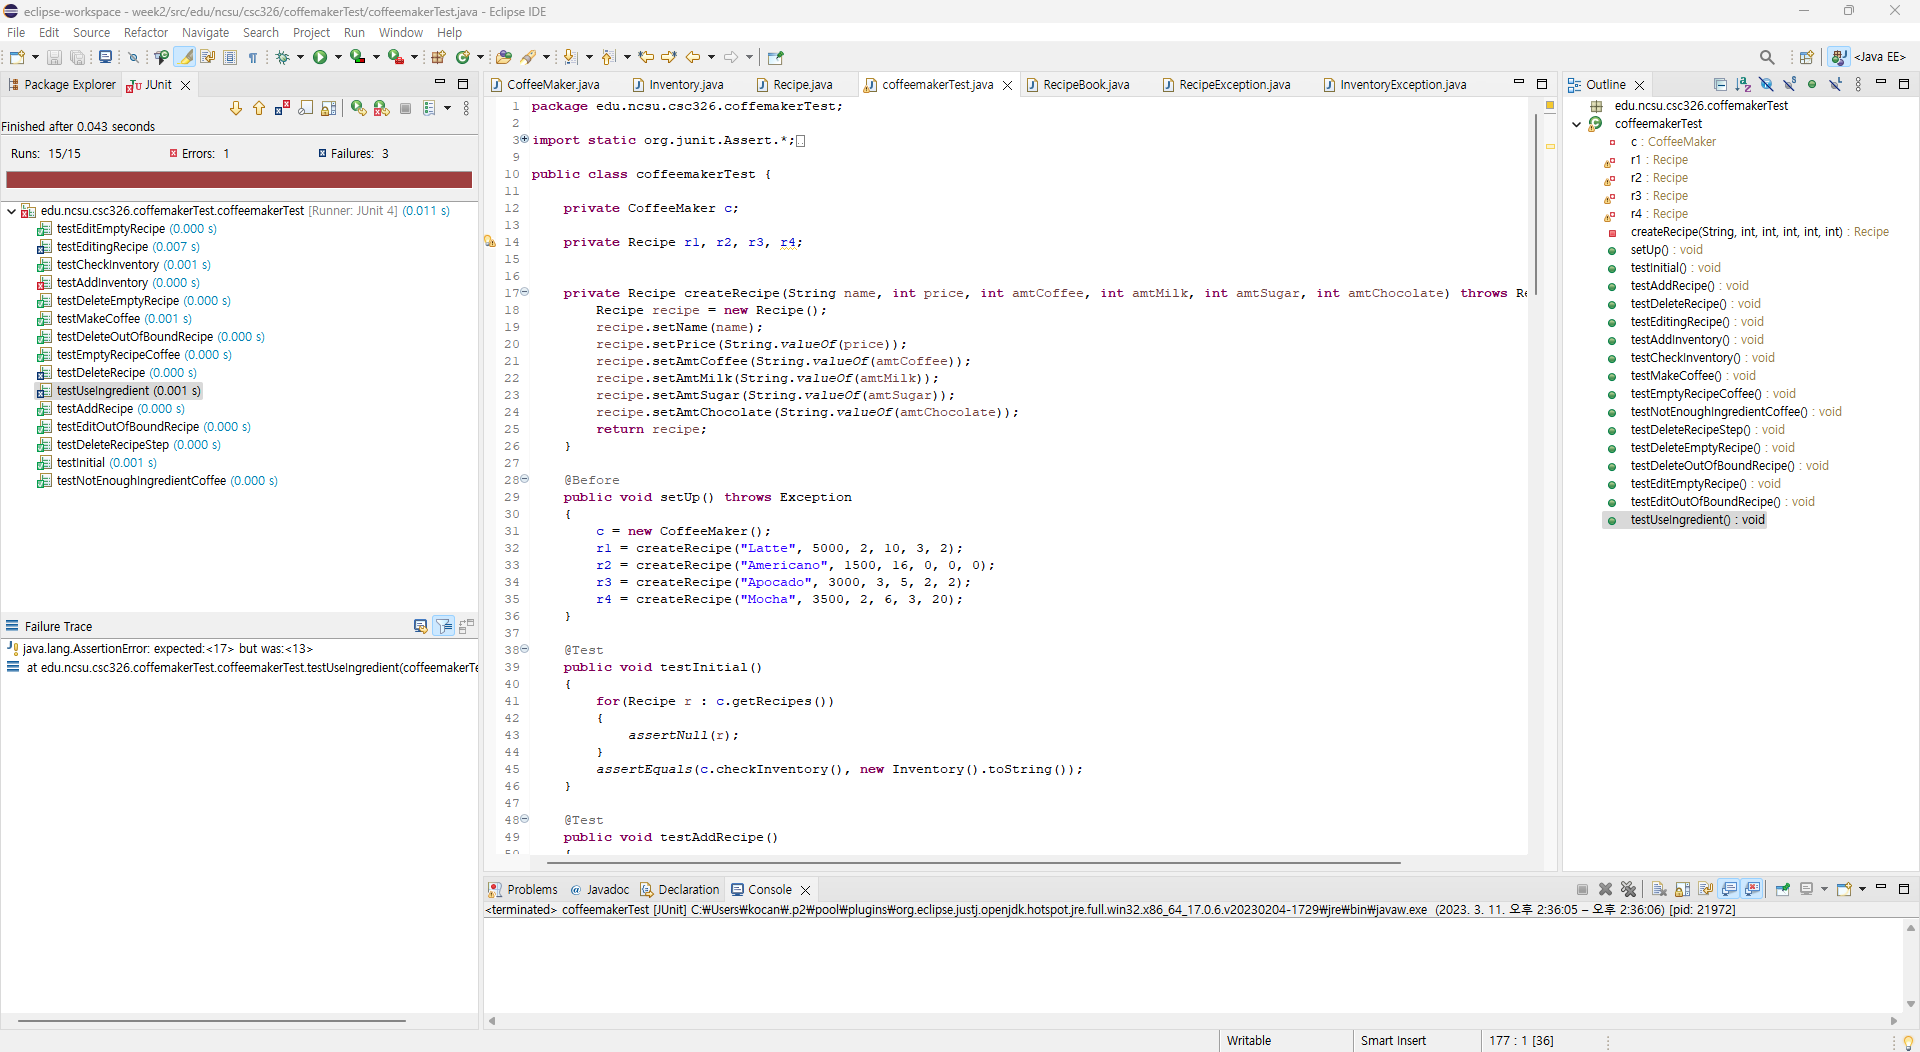 eclipse-workspace - week2/src/edu/ncsu/csc326/coffemakerTest/coffeemakerTest.java - Eclipse IDE
File Edit Source Refactor Navigate Search Project Run Window Help
<Java EE>
Package Explorer JUnit
Finished after 0.043 seconds
Runs: 15/15 Errors: 1 Failures: 3
edu.ncsu.csc326.coffemakerTest.coffeemakerTest [Runner: JUnit 4] (0.011 s)
testEditEmptyRecipe (0.000 s)
testEditingRecipe (0.007 s)
testCheckInventory (0.001 s)
testAddInventory (0.000 s)
testDeleteEmptyRecipe (0.000 s)
testMakeCoffee (0.001 s)
testDeleteOutOfBoundRecipe (0.000 s)
testEmptyRecipeCoffee (0.000 s)
testDeleteRecipe (0.000 s)
testUseIngredient (0.001 s)
testAddRecipe (0.000 s)
testEditOutOfBoundRecipe (0.000 s)
testDeleteRecipeStep (0.000 s)
testInitial (0.001 s)
testNotEnoughIngredientCoffee (0.000 s)
Failure Trace
java.lang.AssertionError: expected:<17> but was:<13>
at edu.ncsu.csc326.coffemakerTest.coffeemakerTest.testUseIngredient(coffeemakerTe
CoffeeMaker.java Inventory.java Recipe.java coffeemakerTest.java RecipeBook.java RecipeException.java InventoryException.java
1 package edu.ncsu.csc326.coffemakerTest;
2
3 import static org.junit.Assert.*;
9
10 public class coffeemakerTest {
11
12 private CoffeeMaker c;
13
14 private Recipe r1, r2, r3, r4;
15
16
17 private Recipe createRecipe(String name, int price, int amtCoffee, int amtMilk, int amtSugar, int amtChocolate) throws Re
18 Recipe recipe = new Recipe();
19 recipe.setName(name);
20 recipe.setPrice(String.valueOf(price));
21 recipe.setAmtCoffee(String.valueOf(amtCoffee));
22 recipe.setAmtMilk(String.valueOf(amtMilk));
23 recipe.setAmtSugar(String.valueOf(amtSugar));
24 recipe.setAmtChocolate(String.valueOf(amtChocolate));
25 return recipe;
26 }
27
28 @Before
29 public void setUp() throws Exception
30 {
31 c = new CoffeeMaker();
32 r1 = createRecipe("Latte", 5000, 2, 10, 3, 2);
33 r2 = createRecipe("Americano", 1500, 16, 0, 0, 0);
34 r3 = createRecipe("Apocado", 3000, 3, 5, 2, 2);
35 r4 = createRecipe("Mocha", 3500, 2, 6, 3, 20);
36 }
37
38 @Test
39 public void testInitial()
40 {
41 for(Recipe r : c.getRecipes())
42 {
43 assertNull(r);
44 }
45 assertEquals(c.checkInventory(), new Inventory().toString());
46 }
47
48 @Test
49 public void testAddRecipe()
50 {
Outline
edu.ncsu.csc326.coffemakerTest
coffeemakerTest
c : CoffeeMaker
r1 : Recipe
r2 : Recipe
r3 : Recipe
r4 : Recipe
createRecipe(String, int, int, int, int, int) : Recipe
setUp() : void
testInitial() : void
testAddRecipe() : void
testDeleteRecipe() : void
testEditingRecipe() : void
testAddInventory() : void
testCheckInventory() : void
testMakeCoffee() : void
testEmptyRecipeCoffee() : void
testNotEnoughIngredientCoffee() : void
testDeleteRecipeStep() : void
testDeleteEmptyRecipe() : void
testDeleteOutOfBoundRecipe() : void
testEditEmptyRecipe() : void
testEditOutOfBoundRecipe() : void
testUseIngredient() : void
Problems Javadoc Declaration Console
<terminated> coffeemakerTest [JUnit] C:₩Users₩kocan₩.p2₩pool₩plugins₩org.eclipse.justj.openjdk.hotspot.jre.full.win32.x86_64_17.0.6.v20230204-1729₩jre₩bin₩javaw.exe (2023. 3. 11. 오후 2:36:05 – 오후 2:36:06) [pid: 21972]
Writable Smart Insert 177 : 1 [36]